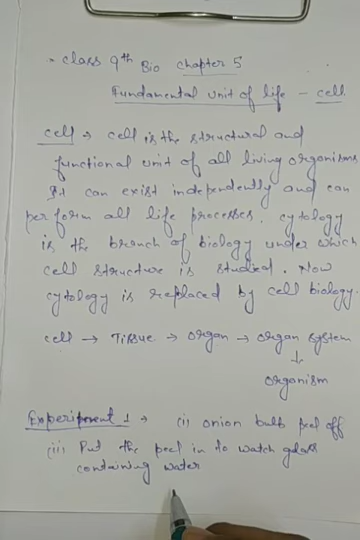 → class 9th Bio chapter 5
Fundamental unit of life - cell
cell → cell is the structural and
functional unit of all living organisms
It can exist independently and can
perform all life processes. cytology
is the branch of biology under which
cell structure is studied. Now
cytology is replaced by cell biology.
cell → Tissue → organ → organ system
↓
organism
Experiment 1 → (i) onion bulb peel off
(ii) Put the peel in to watch glass
containing water